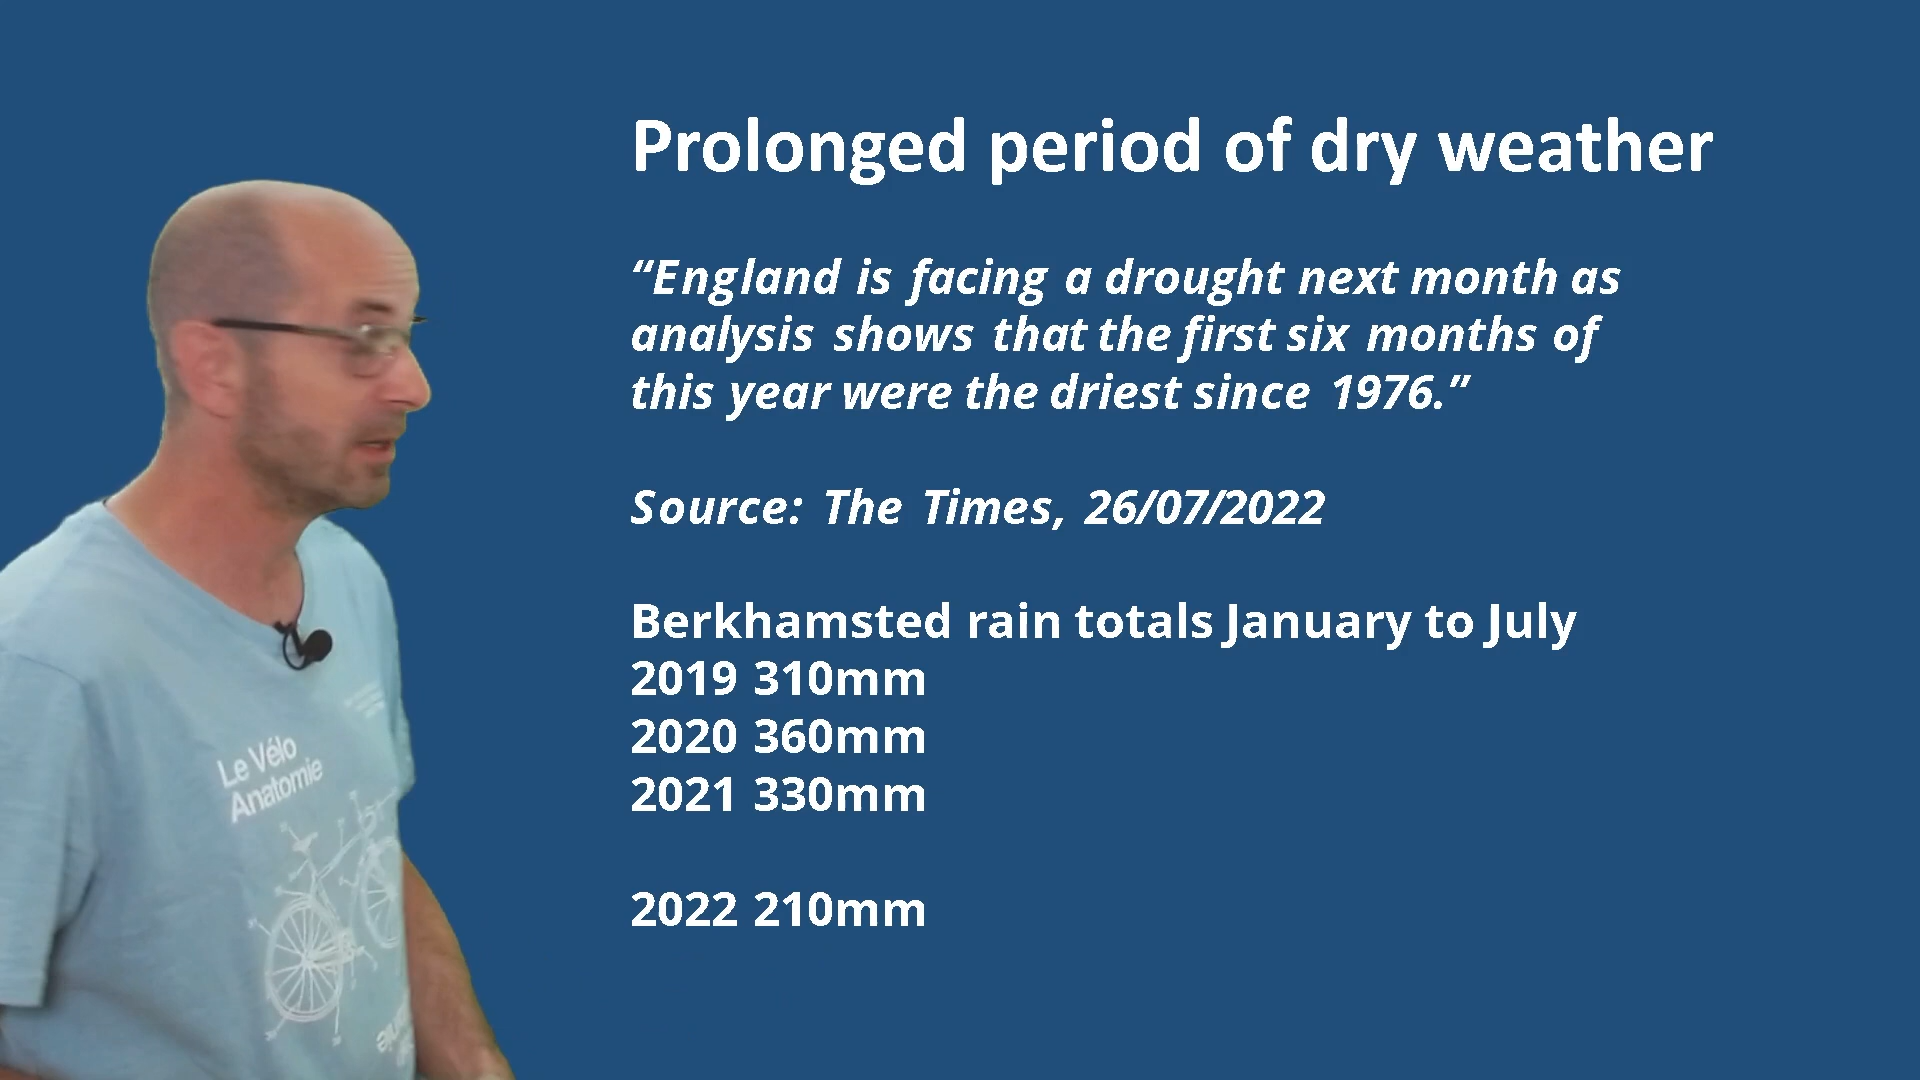 Prolonged period of dry weather
“England is facing a drought next month as
analysis shows that the first six months of
this year were the driest since 1976.”
Source: The Times, 26/07/2022
Berkhamsted rain totals January to July
2019 310mm
2020 360mm
2021 330mm
2022 210mm
Le Vélo
Anatomie